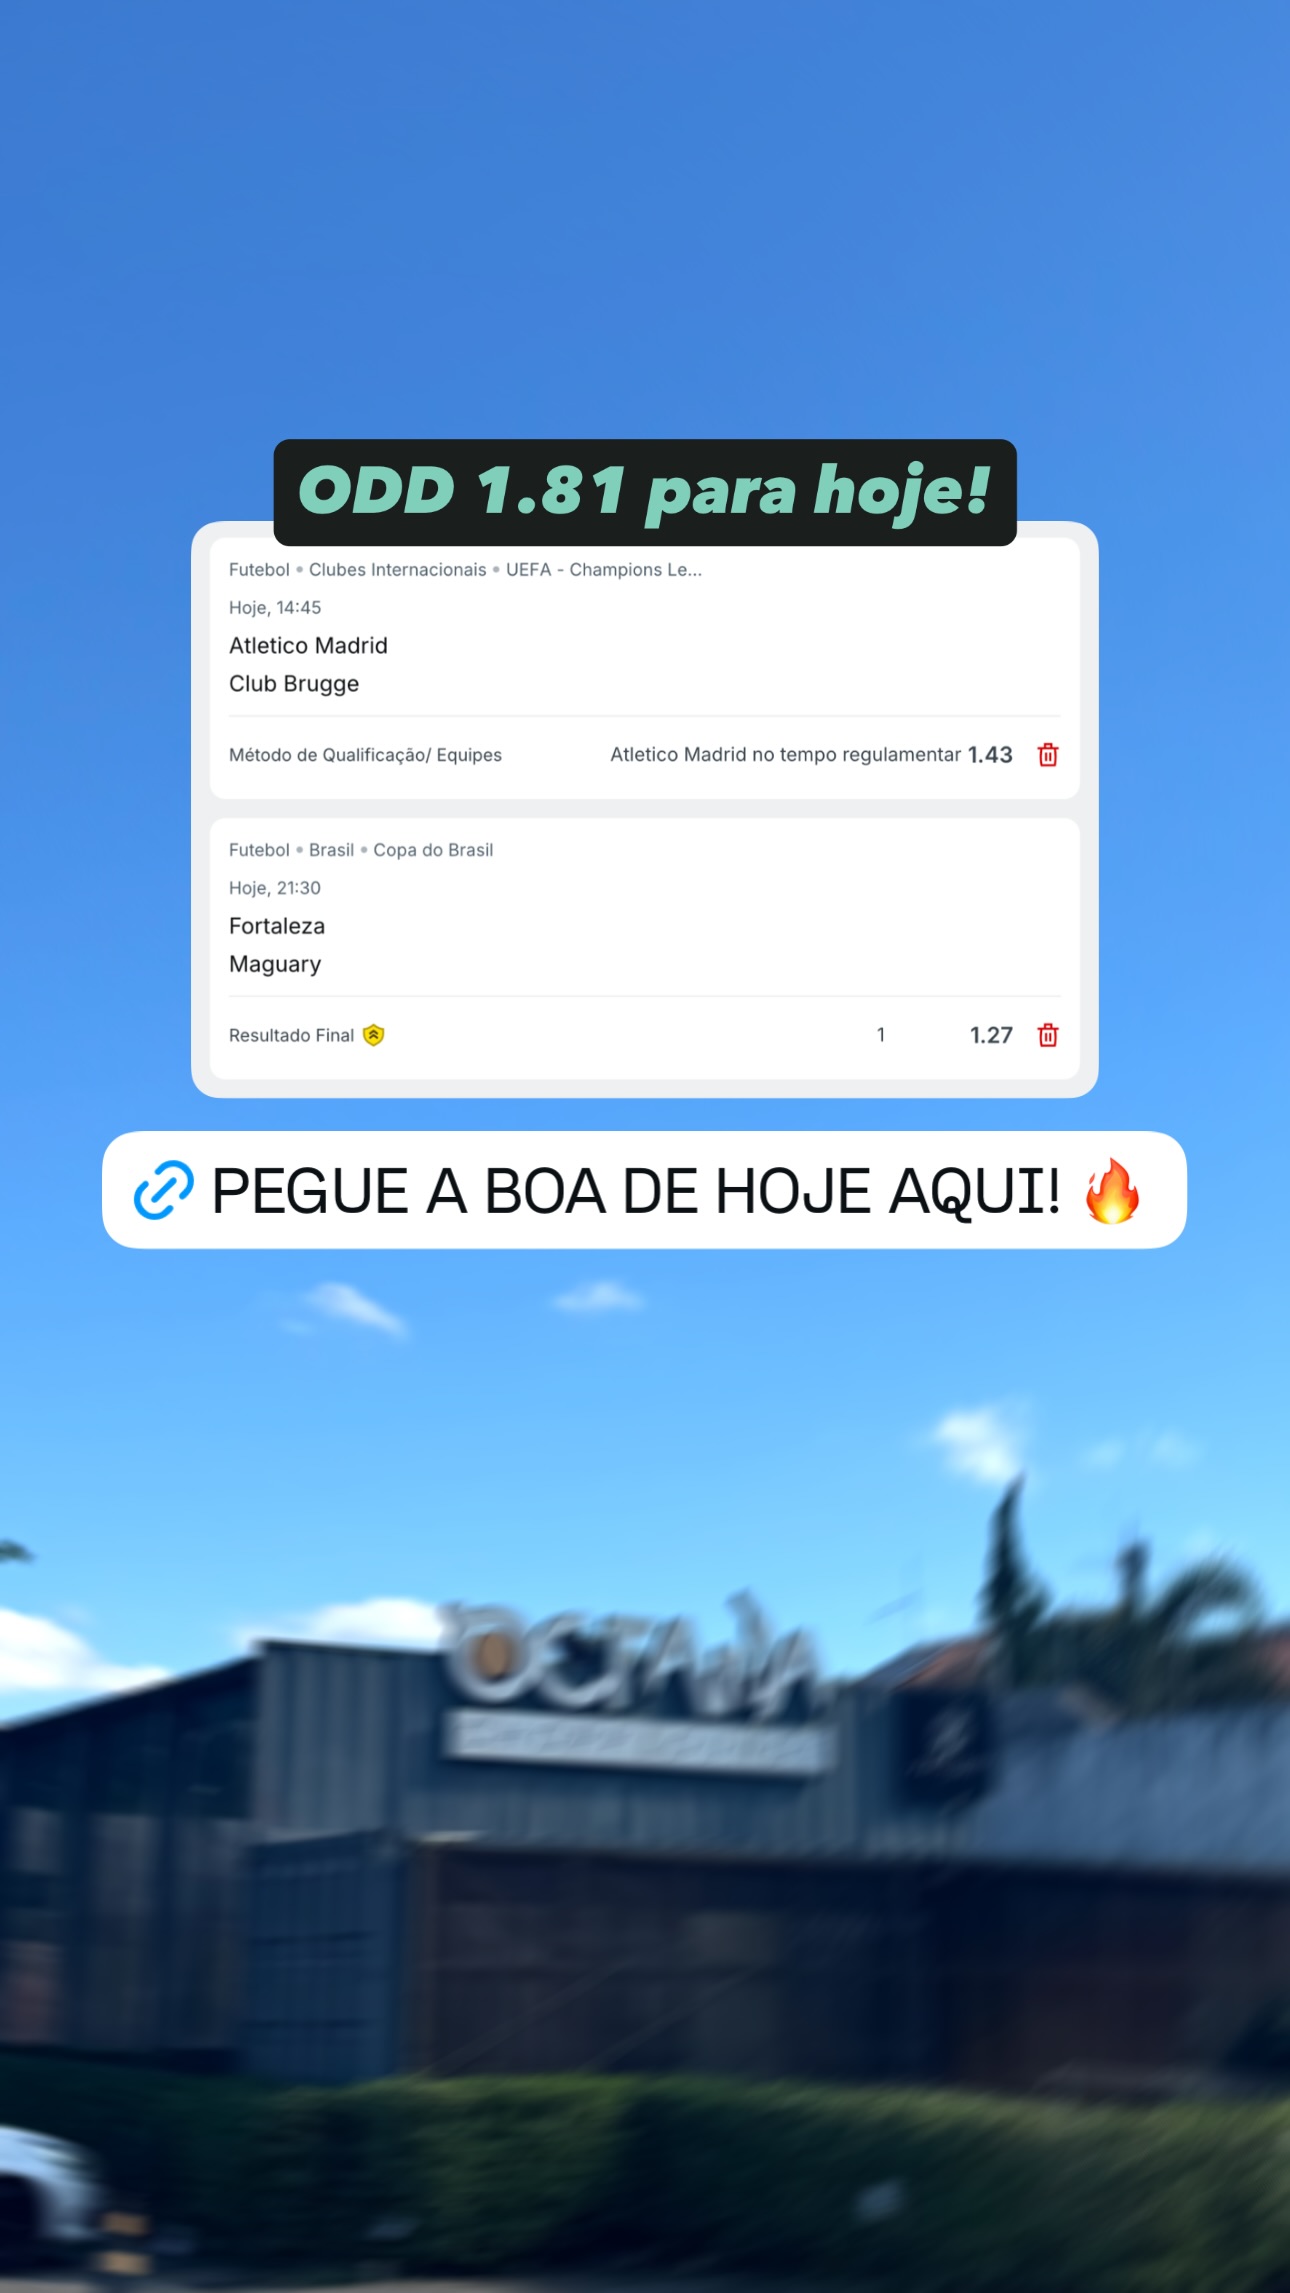 ODD 1.81 para hoje!
Futebol • Clubes Internacionais • UEFA - Champions Le...
Hoje, 14:45
Atletico Madrid
Club Brugge
Método de Qualificação/ Equipes Atletico Madrid no tempo regulamentar 1.43
Futebol • Brasil • Copa do Brasil
Hoje, 21:30
Fortaleza
Maguary
Resultado Final 1 1.27
PEGUE A BOA DE HOJE AQUI! 🔥